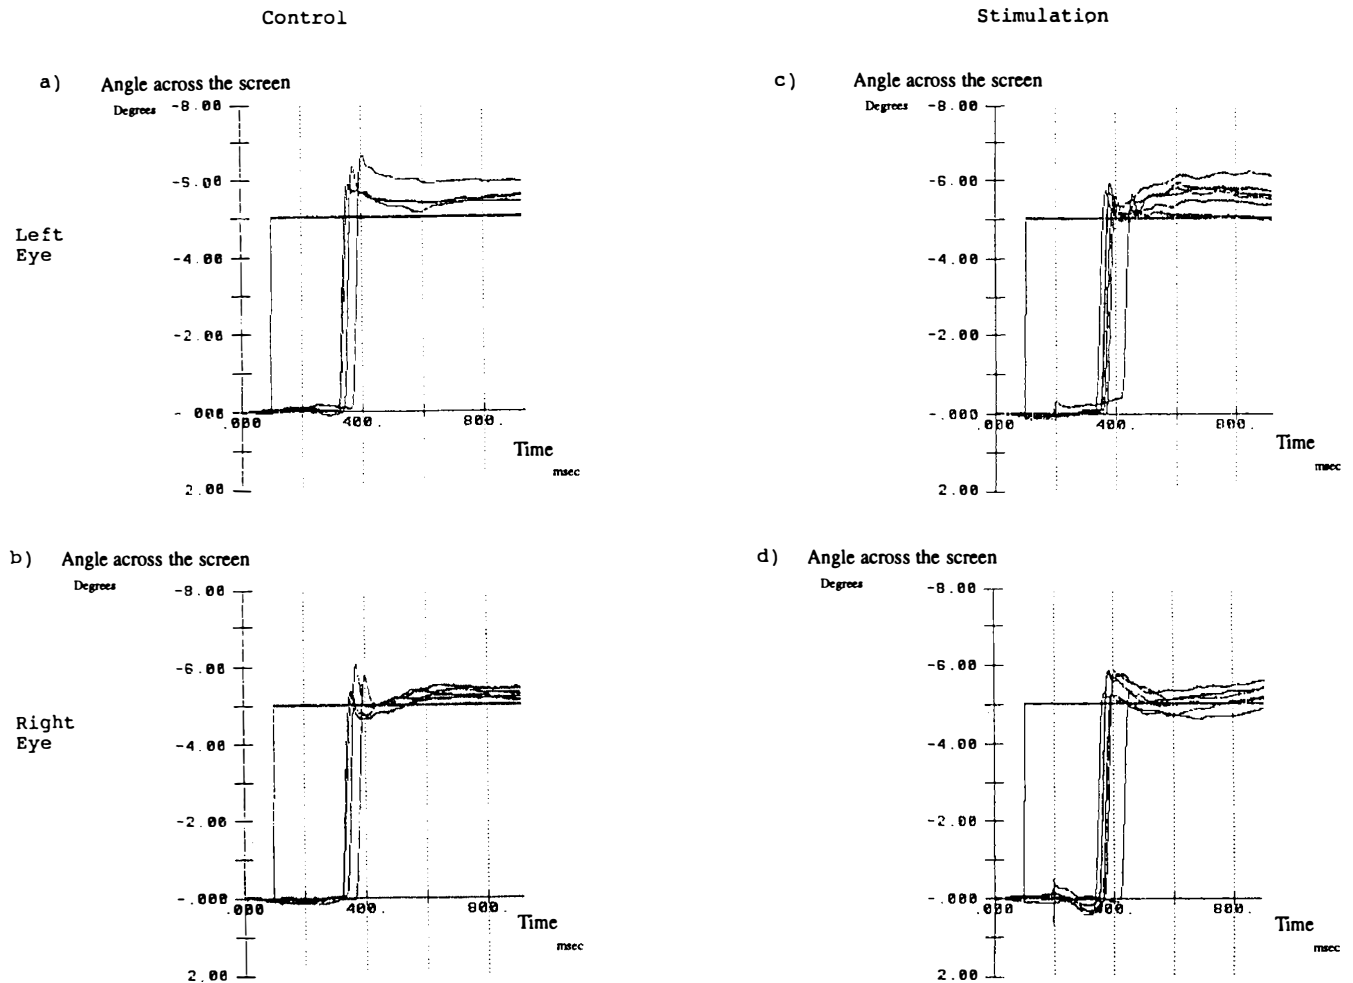 Control
Stimulation
a) Angle across the screen
Degrees -8.00
-5.00
-4.00
-2.00
-.000
.000 400. 800.
Time
msec
2.00
Left
Eye
c) Angle across the screen
Degrees -8.00
-6.00
-4.00
-2.00
-.000
.000 400. 800.
Time
msec
2.00
b) Angle across the screen
Degrees -8.00
-6.00
-4.00
-2.00
-.000
.000 400. 800.
Time
msec
2.00
Right
Eye
d) Angle across the screen
Degrees -8.00
-6.00
-4.00
-2.00
-.000
.000 400. 800.
Time
msec
2.00